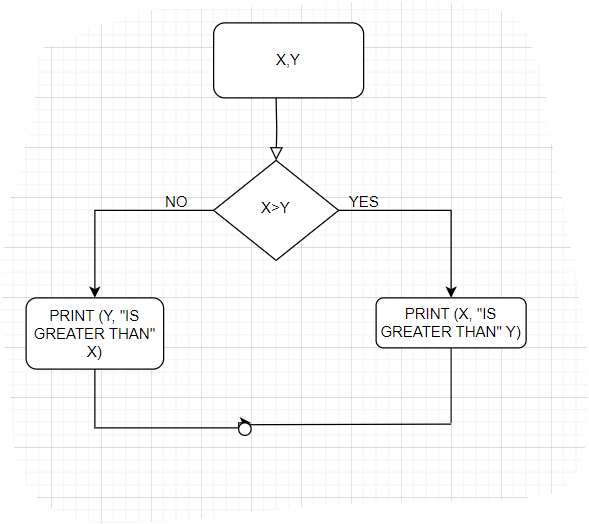 X,Y
X>Y
NO
YES
PRINT (Y, "IS
GREATER THAN"
X)
PRINT (X, "IS
GREATER THAN" Y)